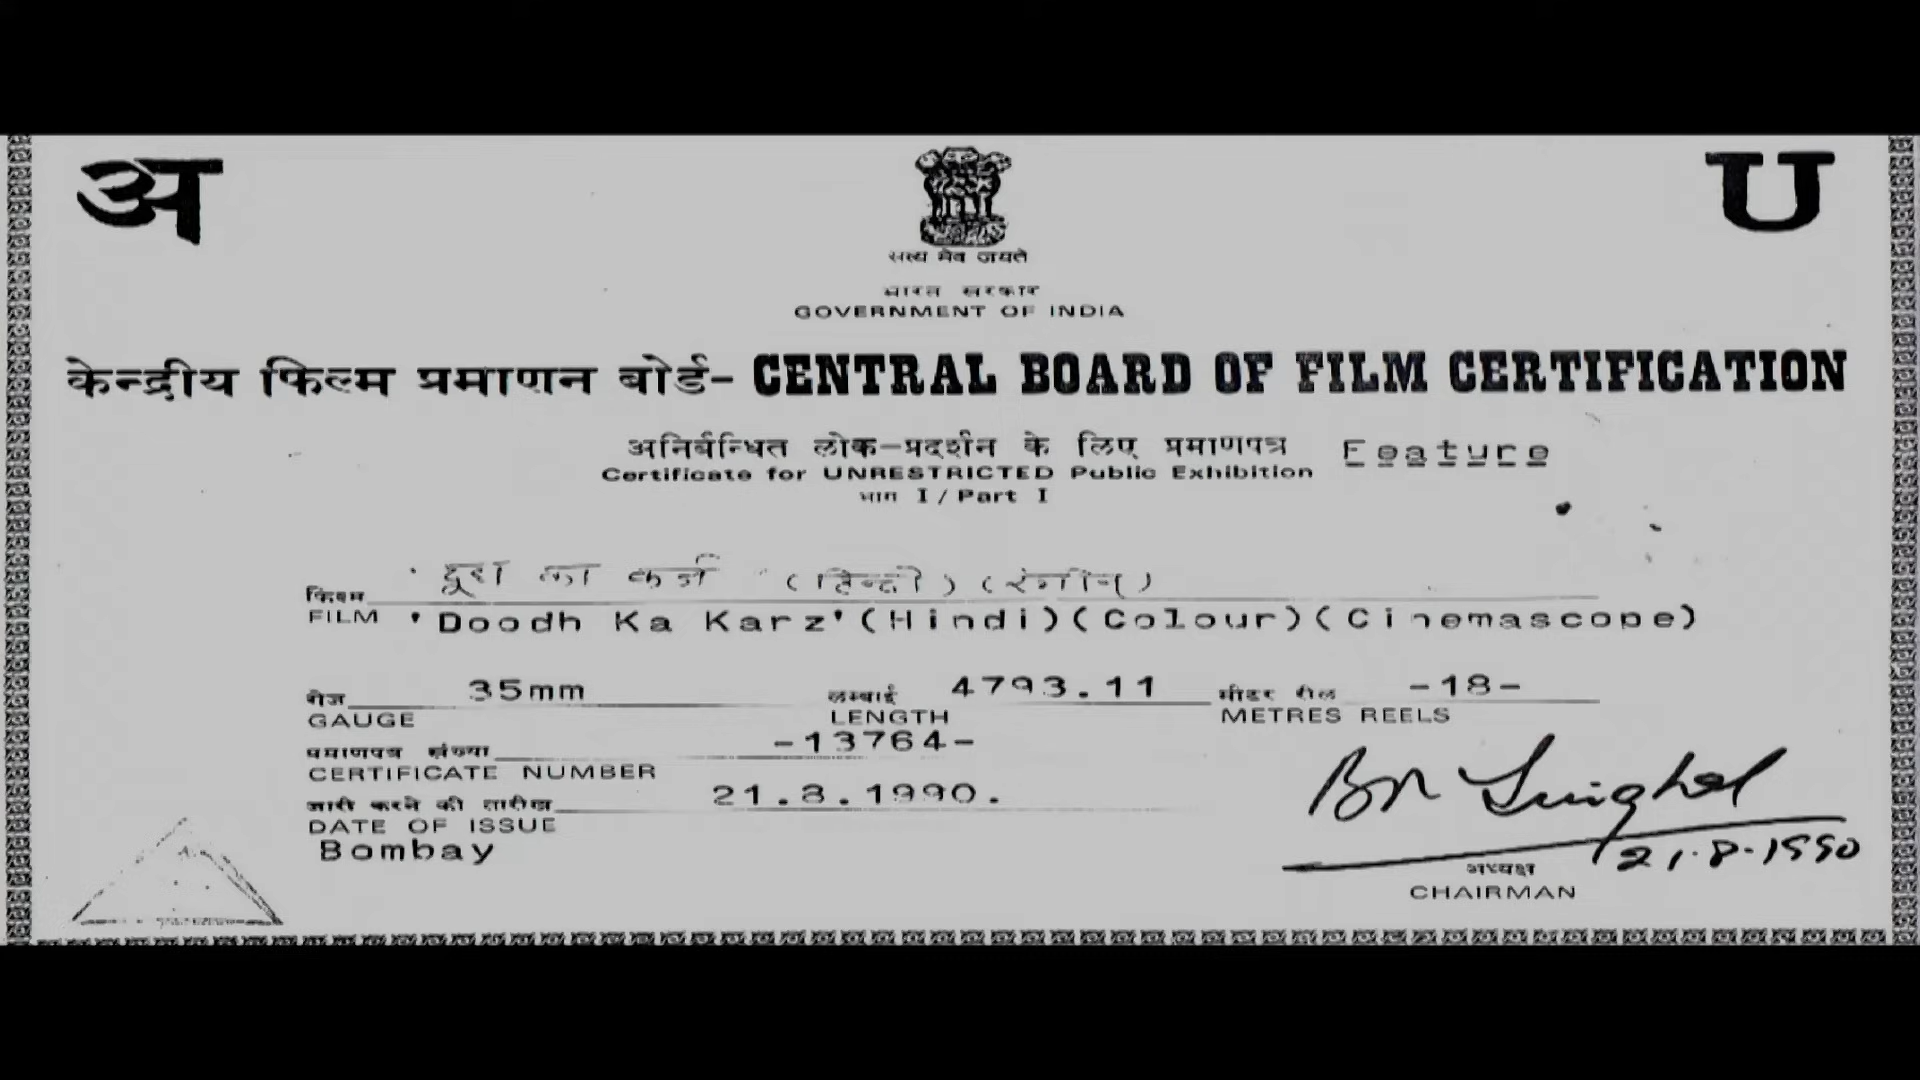 अ
U
सत्यमेव जयते
भारत सरकार
GOVERNMENT OF INDIA
केन्द्रीय फिल्म प्रमाणन बोर्ड- CENTRAL BOARD OF FILM CERTIFICATION
अनिर्बन्धित लोक-प्रदर्शन के लिए प्रमाणपत्र Feature
Certificate for UNRESTRICTED Public Exhibition
भाग I / Part I
फिल्म दूध का कर्ज (हिन्दी) (रंगीन)
FILM 'Doodh Ka Karz' (Hindi) (Colour) (Cinemascope)
गेज 35mm लम्बाई 4793.11 मीटर रील -18-
GAUGE LENGTH METRES REELS
प्रमाणपत्र संख्या -13764-
CERTIFICATE NUMBER
जारी करने की तारीख 21.8.1990.
DATE OF ISSUE
Bombay
21.8.1990
अध्यक्ष
CHAIRMAN